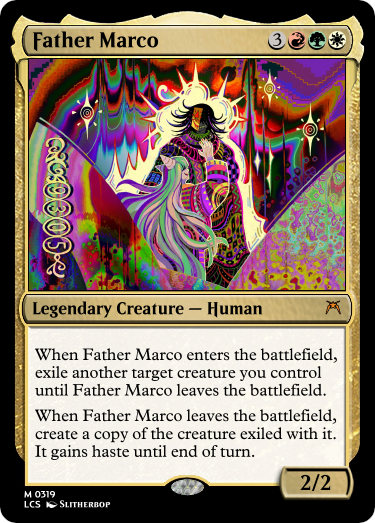 Father Marco 3
Legendary Creature — Human
When Father Marco enters the battlefield,
exile another target creature you control
until Father Marco leaves the battlefield.
When Father Marco leaves the battlefield,
create a copy of the creature exiled with it.
It gains haste until end of turn.
2/2
M 0319
LCS Slitherbop